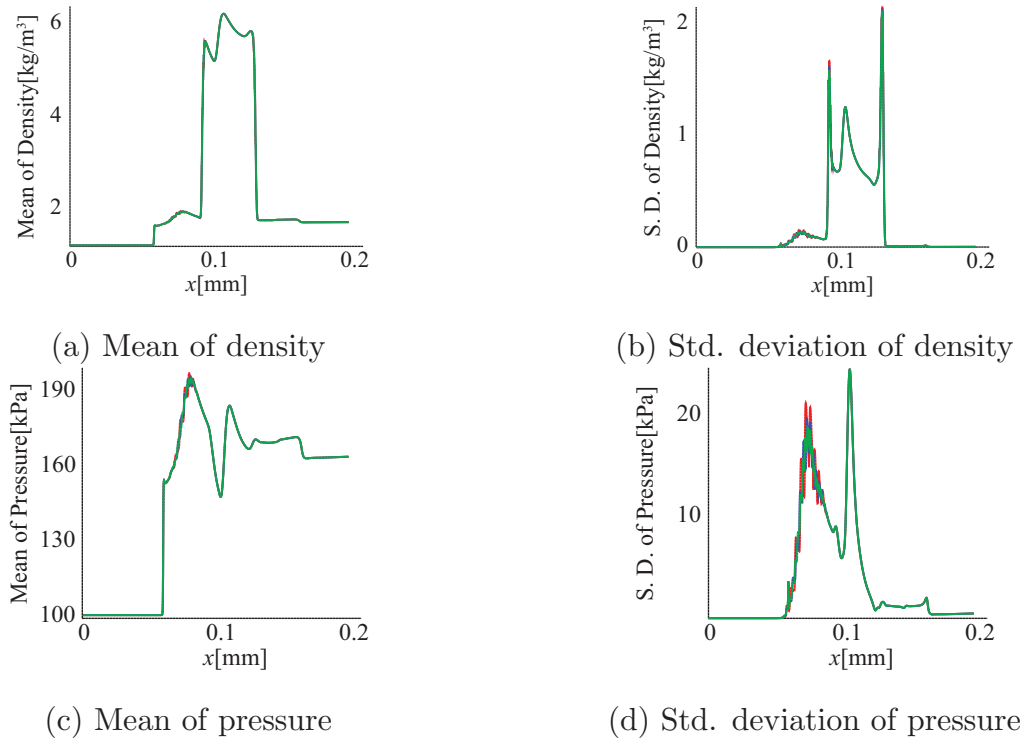 Mean of Density[kg/m³]
6
4
2
0
0.1
0.2
x[mm]
(a) Mean of density
S. D. of Density[kg/m³]
2
1
0
0
0.1
0.2
x[mm]
(b) Std. deviation of density
Mean of Pressure[kPa]
190
160
130
100
0
0.1
0.2
x[mm]
(c) Mean of pressure
S. D. of Pressure[kPa]
20
10
0
0.1
0.2
x[mm]
(d) Std. deviation of pressure